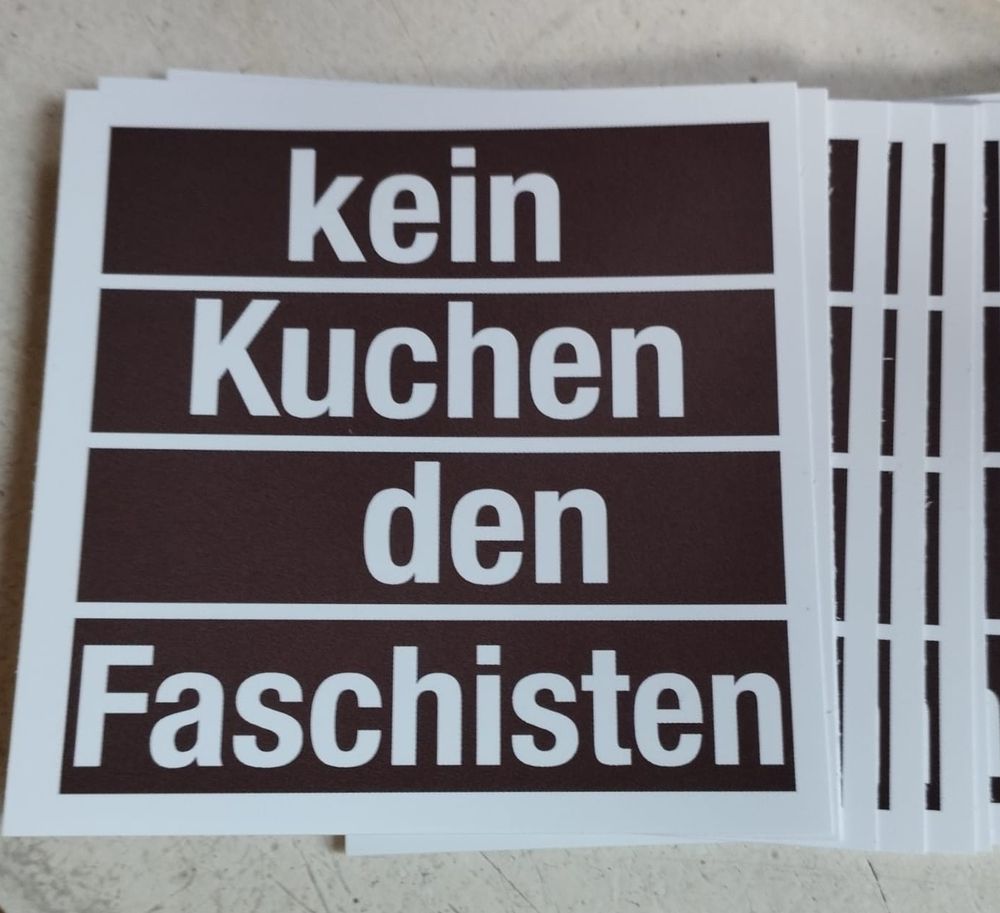 kein
Kuchen
den
Faschisten